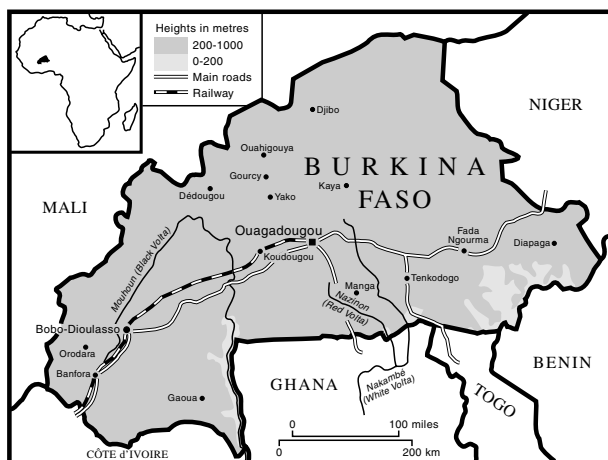 Heights in metres
200-1000
0-200
Main roads
Railway
NIGER
Djibo
Ouahigouya
BURKINA
FASO
Gourcy
Kaya
Dédougou
Yako
MALI
Ouagadougou
Fada
Ngourma
Diapaga
Koudougou
Mouhoun (Black Volta)
Tenkodogo
Manga
Nazinon
(Red Volta)
Bobo-Dioulasso
Orodara
Banfora
BENIN
GHANA
Nakambé
(White Volta)
TOGO
Gaoua
0 100 miles
0 200 km
CÔTE d'IVOIRE